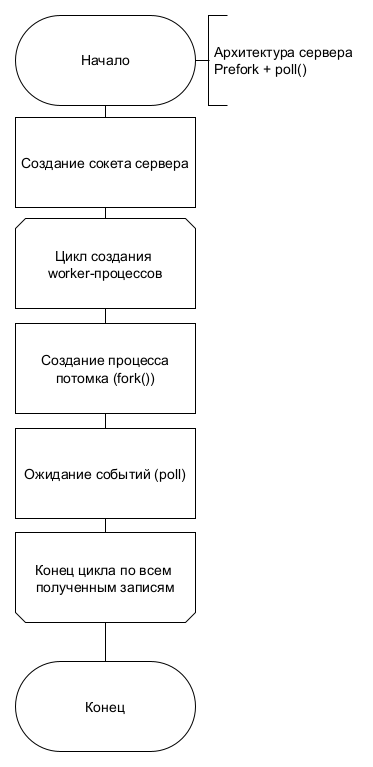 Начало
Архитектура сервера
Prefork + poll()
Создание сокета сервера
Цикл создания
worker-процессов
Создание процесса
потомка (fork())
Ожидание событий (poll)
Конец цикла по всем
полученным записям
Конец